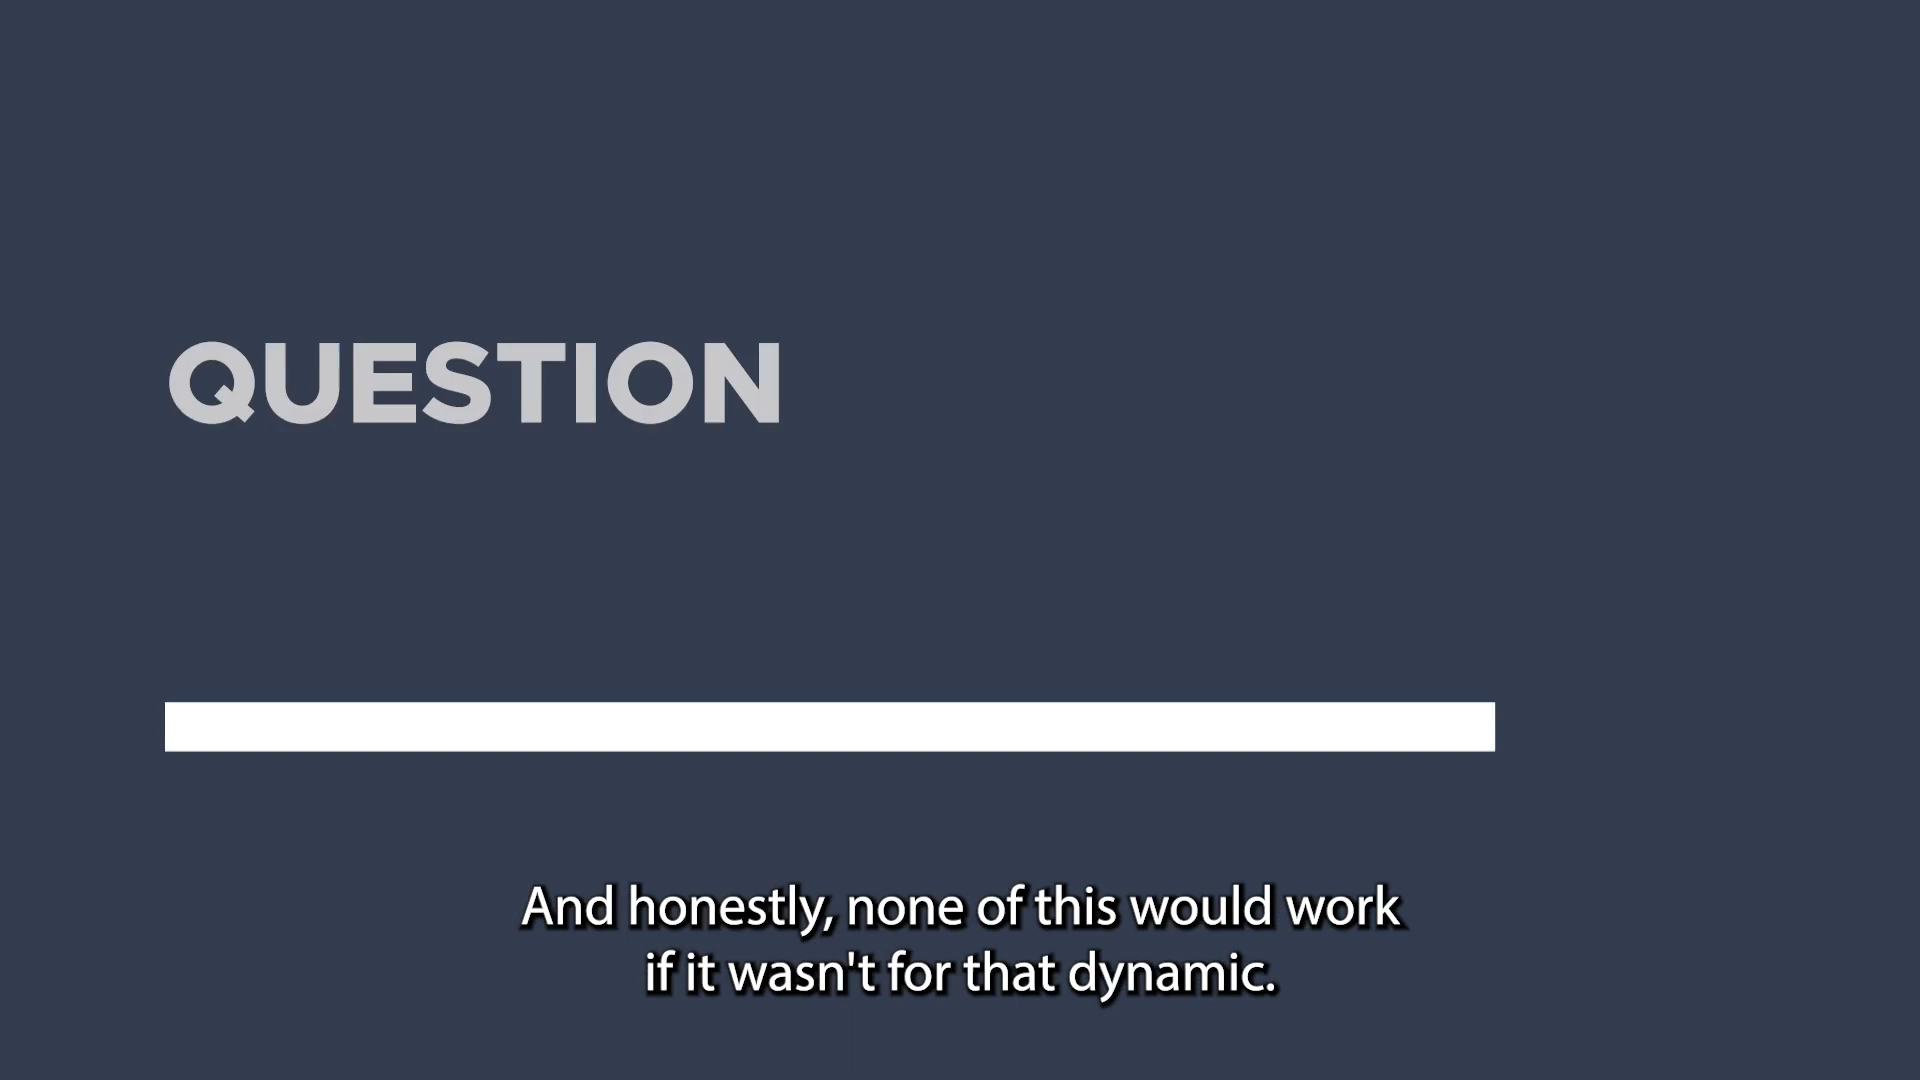 QUESTION
And honestly, none of this would work
if it wasn't for that dynamic.